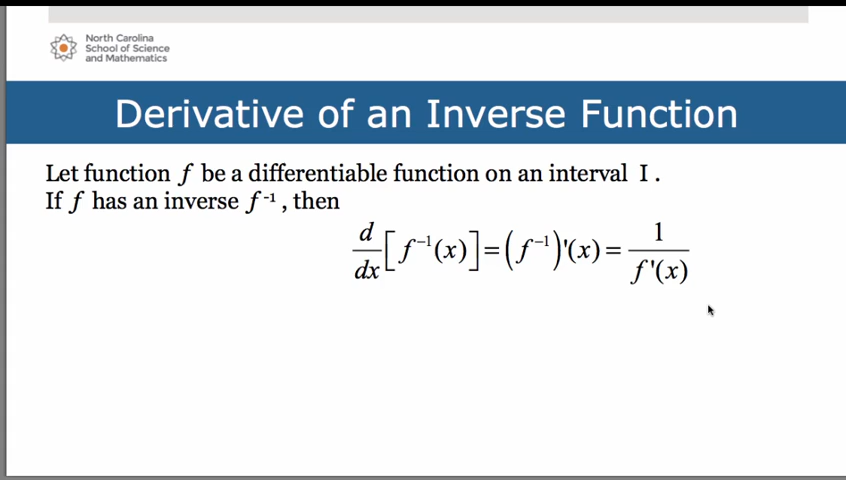 North Carolina
School of Science
and Mathematics
Derivative of an Inverse Function
Let function f be a differentiable function on an interval I.
If f has an inverse f⁻¹, then
d/dx [f⁻¹(x)] = (f⁻¹)'(x) = 1/f'(x)